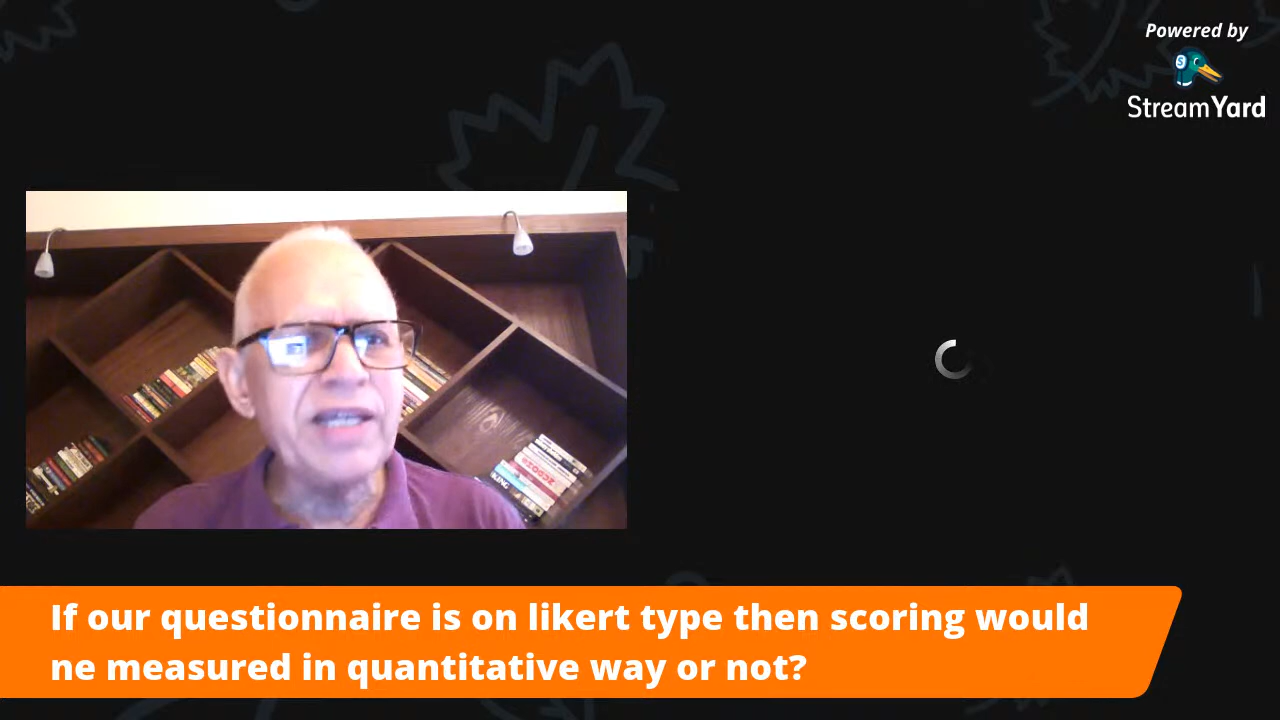 Powered by
StreamYard
If our questionnaire is on likert type then scoring would
ne measured in quantitative way or not?